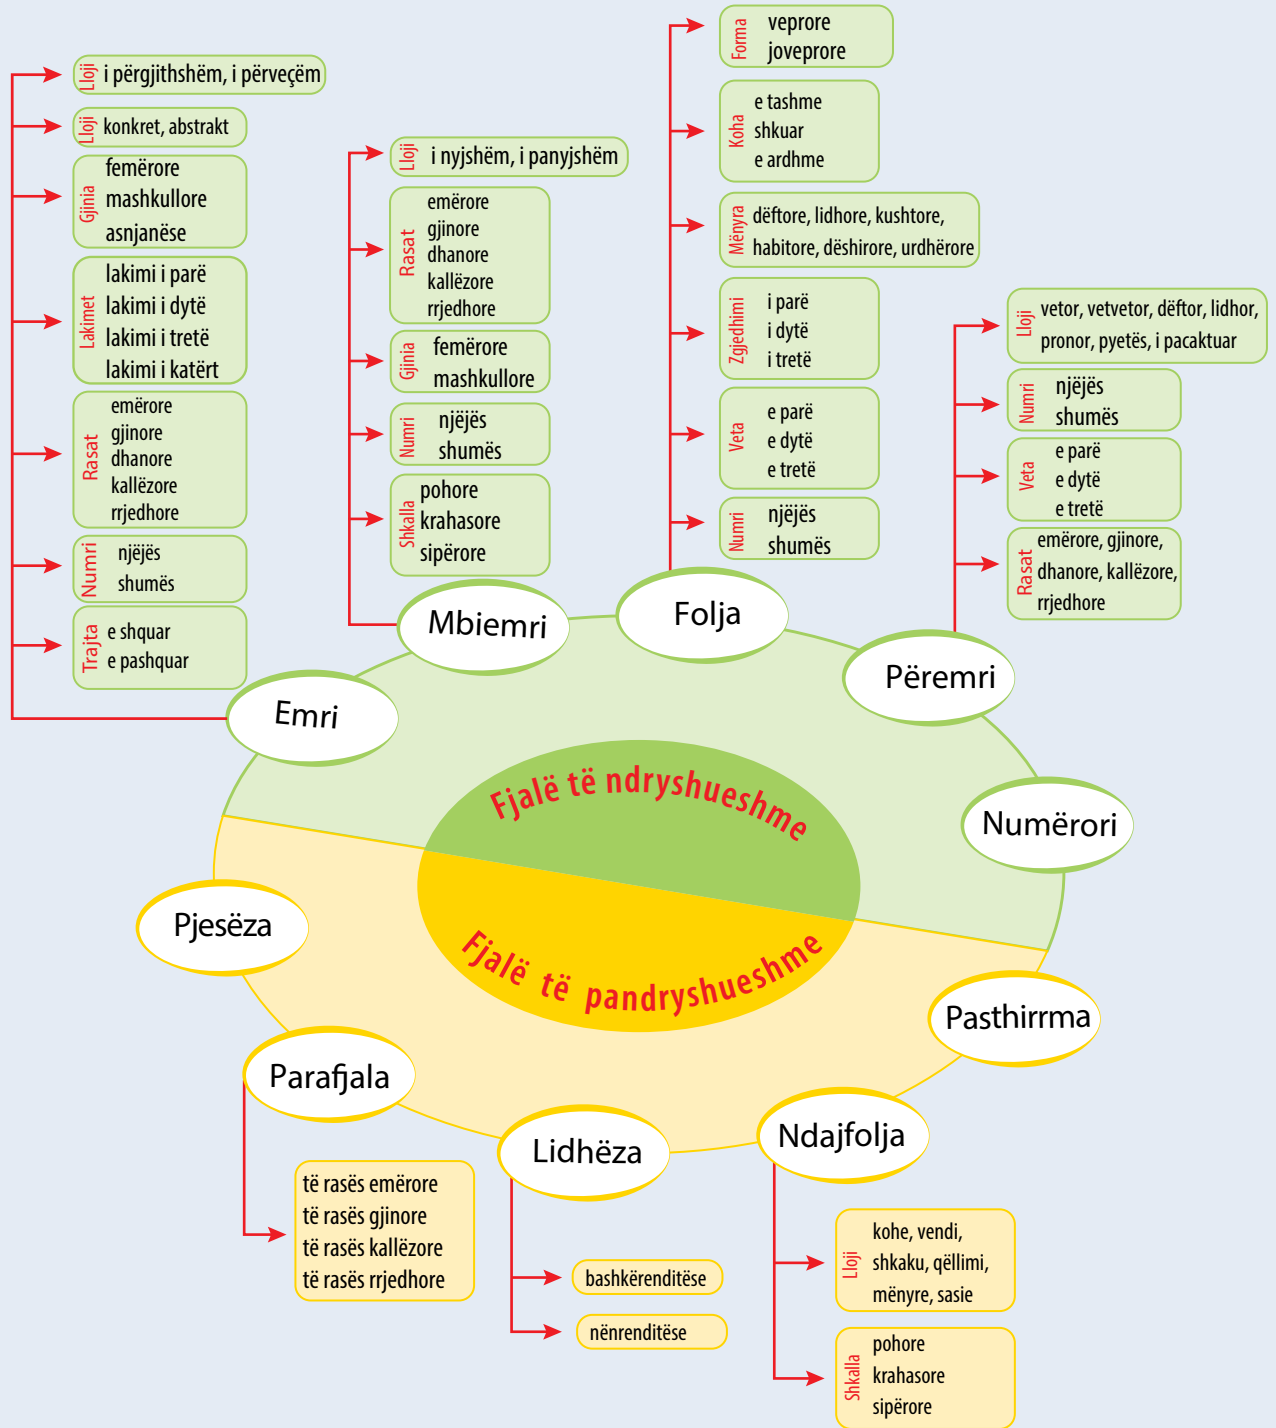 Lloji
i përgjithshëm, i përveçëm
Lloji
konkret, abstrakt
Gjinia
femërore
mashkullore
asnjanëse
Lakimet
lakimi i parë
lakimi i dytë
lakimi i tretë
lakimi i katërt
Rasat
emërore
gjinore
dhanore
kallëzore
rrjedhore
Numri
njëjës
shumës
Trajta
e shquar
e pashquar
Emri
Lloji
i nyjshëm, i panyjshëm
Rasat
emërore
gjinore
dhanore
kallëzore
rrjedhore
Gjinia
femërore
mashkullore
Numri
njëjës
shumës
Shkalla
pohore
krahasore
sipërore
Mbiemri
Forma
veprore
joveprore
Koha
e tashme
shkuar
e ardhme
Mënyra
dëftore, lidhore, kushtore,
habitore, dëshirore, urdhërore
Zgjedhimi
i parë
i dytë
i tretë
Veta
e parë
e dytë
e tretë
Numri
njëjës
shumës
Folja
Lloji
vetor, vetvetor, dëftor, lidhor,
pronor, pyetës, i pacaktuar
Numri
njëjës
shumës
Veta
e parë
e dytë
e tretë
Rasat
emërore, gjinore,
dhanore, kallëzore,
rrjedhore
Përemri
Numërori
Fjalë të ndryshueshme
Fjalë të pandryshueshme
Pjesëza
Pasthirrma
Parafjala
të rasës emërore
të rasës gjinore
të rasës kallëzore
të rasës rrjedhore
Lidhëza
bashkërenditëse
nënrenditëse
Ndajfolja
Lloji
kohe, vendi,
shkaku, qëllimi,
mënyre, sasie
Shkalla
pohore
krahasore
sipërore